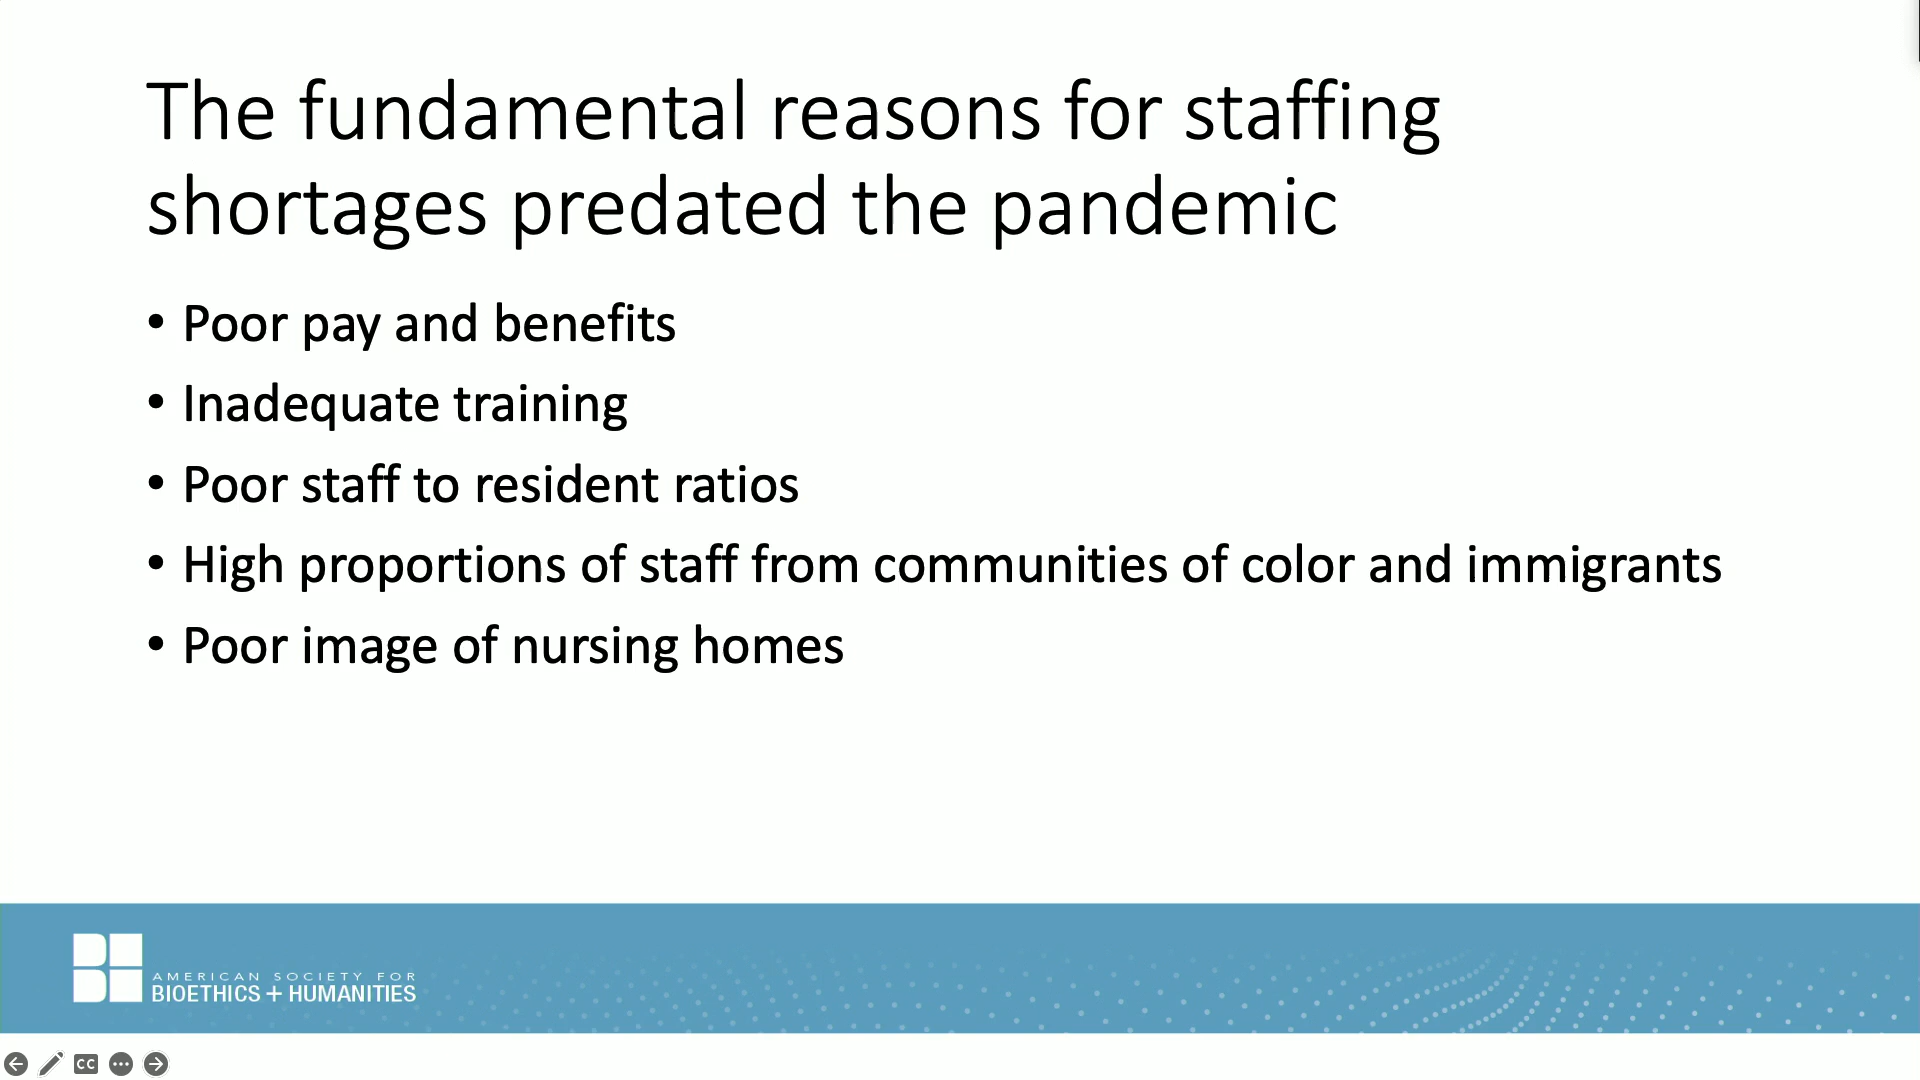 The fundamental reasons for staffing
shortages predated the pandemic
• Poor pay and benefits
• Inadequate training
• Poor staff to resident ratios
• High proportions of staff from communities of color and immigrants
• Poor image of nursing homes
AMERICAN SOCIETY FOR
BIOETHICS + HUMANITIES
CC